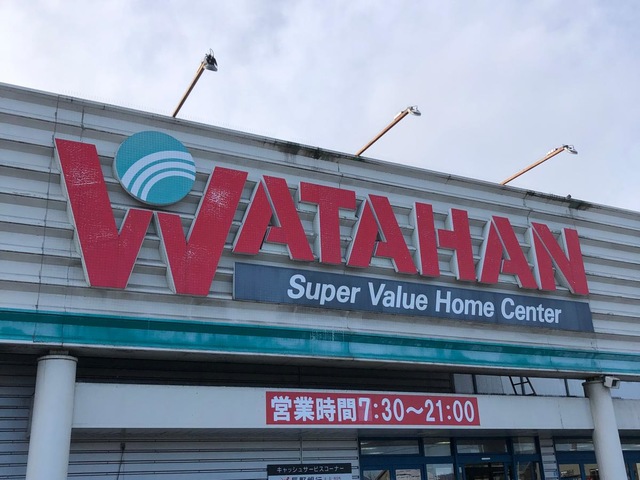 WATAHAN
Super Value Home Center
営業時間7:30～21:00
キャッシュサービスコーナー